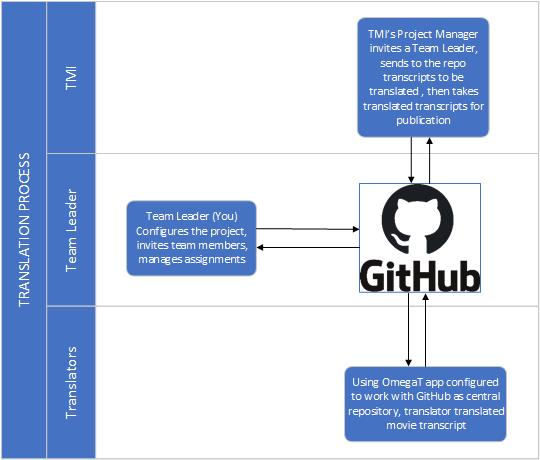 TRANSLATION PROCESS
TMI
TMI's Project Manager
invites a Team Leader,
sends to the repo
transcripts to be
translated , then takes
translated transcripts for
publication
Team Leader
Team Leader (You)
Configures the project,
invites team members,
manages assignments
GitHub
Translators
Using OmegaT app configured
to work with GitHub as central
repository, translator translated
movie transcript